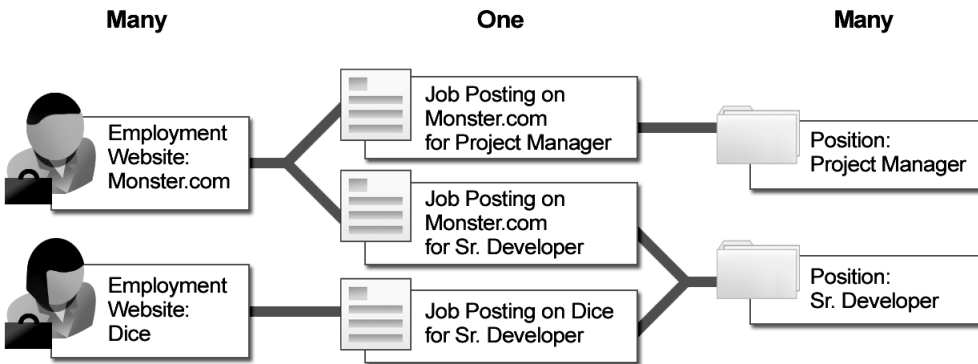 Many
One
Many
Employment
Website:
Monster.com
Employment
Website:
Dice
Job Posting on
Monster.com
for Project Manager
Job Posting on
Monster.com
for Sr. Developer
Job Posting on Dice
for Sr. Developer
Position:
Project Manager
Position:
Sr. Developer